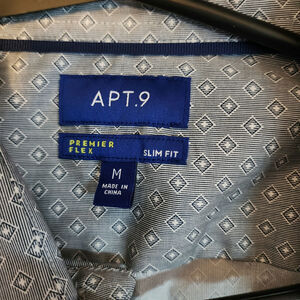 APT.9
PREMIER
FLEX
SLIM FIT
M
MADE IN
CHINA